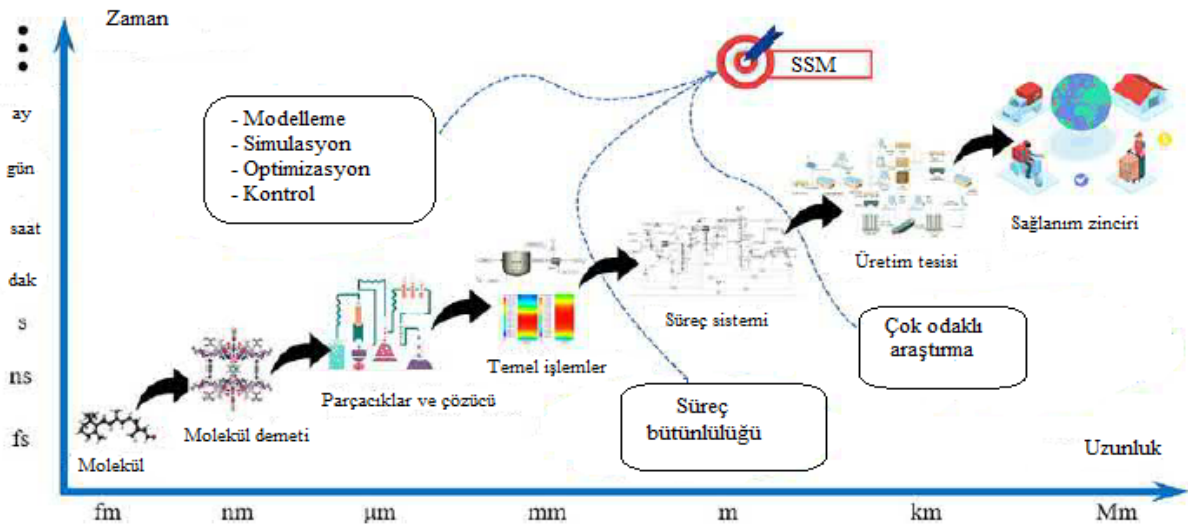 Zaman
SSM
- Modelleme
- Simulasyon
- Optimizasyon
- Kontrol
ay
gün
saat
dak
s
ns
fs
Sağlanım zinciri
Üretim tesisi
Süreç sistemi
Çok odaklı
araştırma
Temel işlemler
Parçacıklar ve çözücü
Süreç
bütünlülüğü
Molekül demeti
Molekül
Uzunluk
fm
nm
µm
mm
m
km
Mm